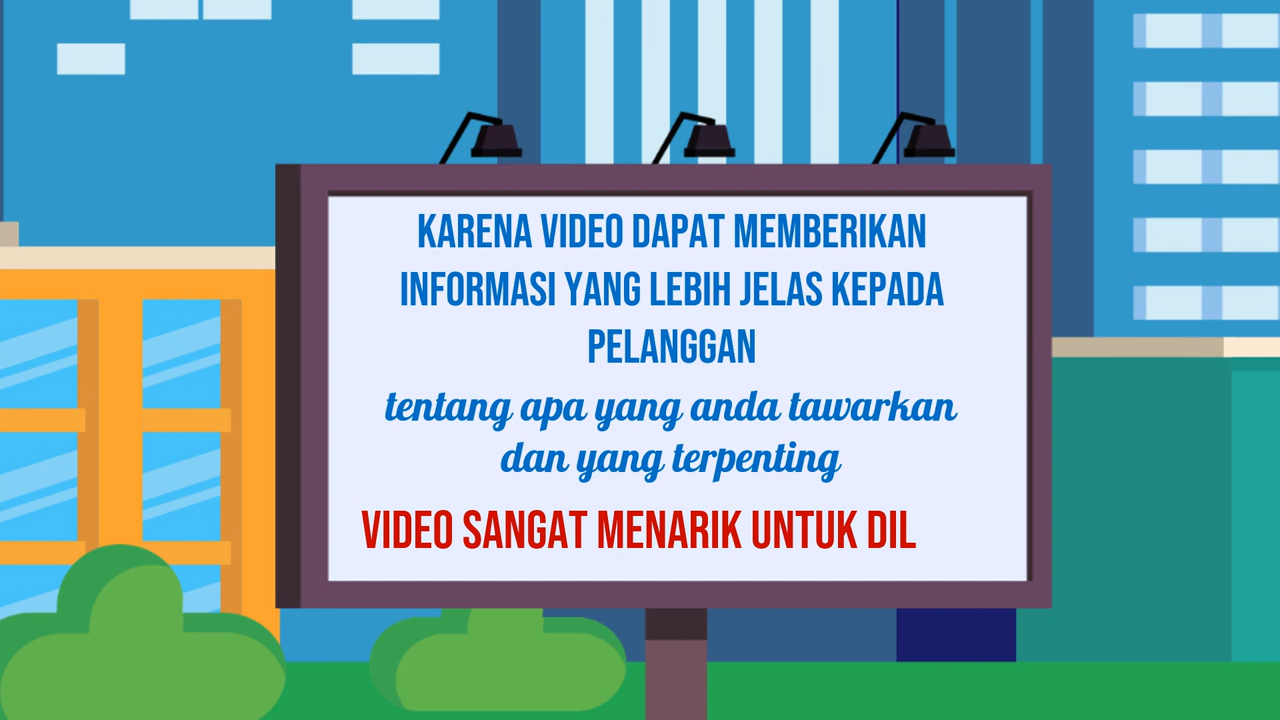 KARENA VIDEO DAPAT MEMBERIKAN
INFORMASI YANG LEBIH JELAS KEPADA
PELANGGAN
tentang apa yang anda tawarkan
dan yang terpenting
VIDEO SANGAT MENARIK UNTUK DIL